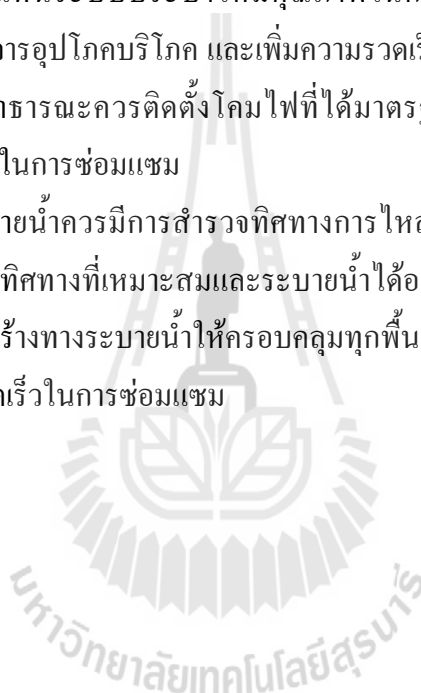 การอุปโภคบริโภค และเพิ่มความรวดเร็
าธารณะควรติดตั้งโคมไฟที่ได้มาตรฐ
ในการซ่อมแซม
ายน้ำควรมีการสำรวจทิศทางการไหล
ทิศทางที่เหมาะสมและระบายน้ำได้อ
ร้างทางระบายน้ำให้ครอบคลุมทุกพื้น
เร็วในการซ่อมแซม
มหาวิทยาลัยเทคโนโลยีสุรนารี